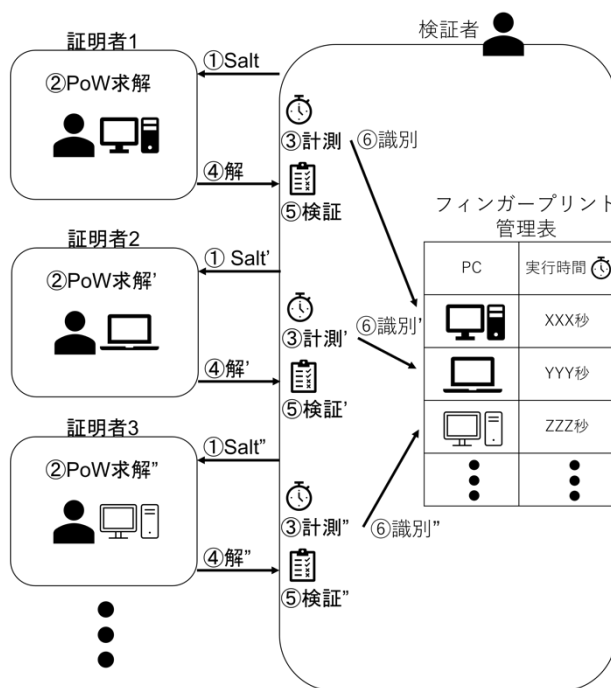 証明者1
検証者
①Salt
②PoW求解
③計測
⑥識別
④解
⑤検証
フィンガープリント
管理表
証明者2
① Salt'
PC
実行時間
②PoW求解'
③計測'
⑥識別'
XXX秒
④解'
⑤検証'
YYY秒
証明者3
①Salt”
ZZZ秒
②PoW求解”
③計測”
⑥識別”
④解”
⑤検証”